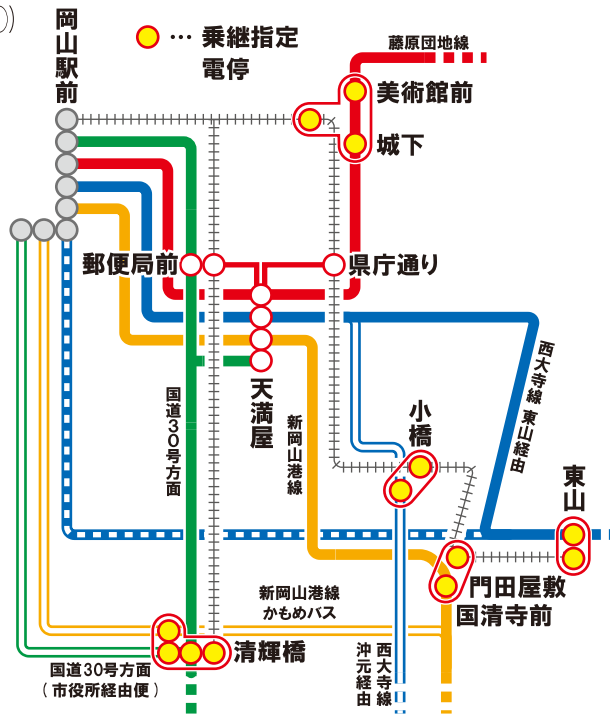 )
岡山駅前
… 乗継指定
電停
藤原団地線
美術館前
城下
郵便局前
県庁通り
天満屋
国道30号方面
新岡山港線
小橋
西大寺線 東山経由
東山
門田屋敷
国清寺前
新岡山港線
かもめバス
清輝橋
国道30号方面
(市役所経由便)
西大寺線
沖元経由